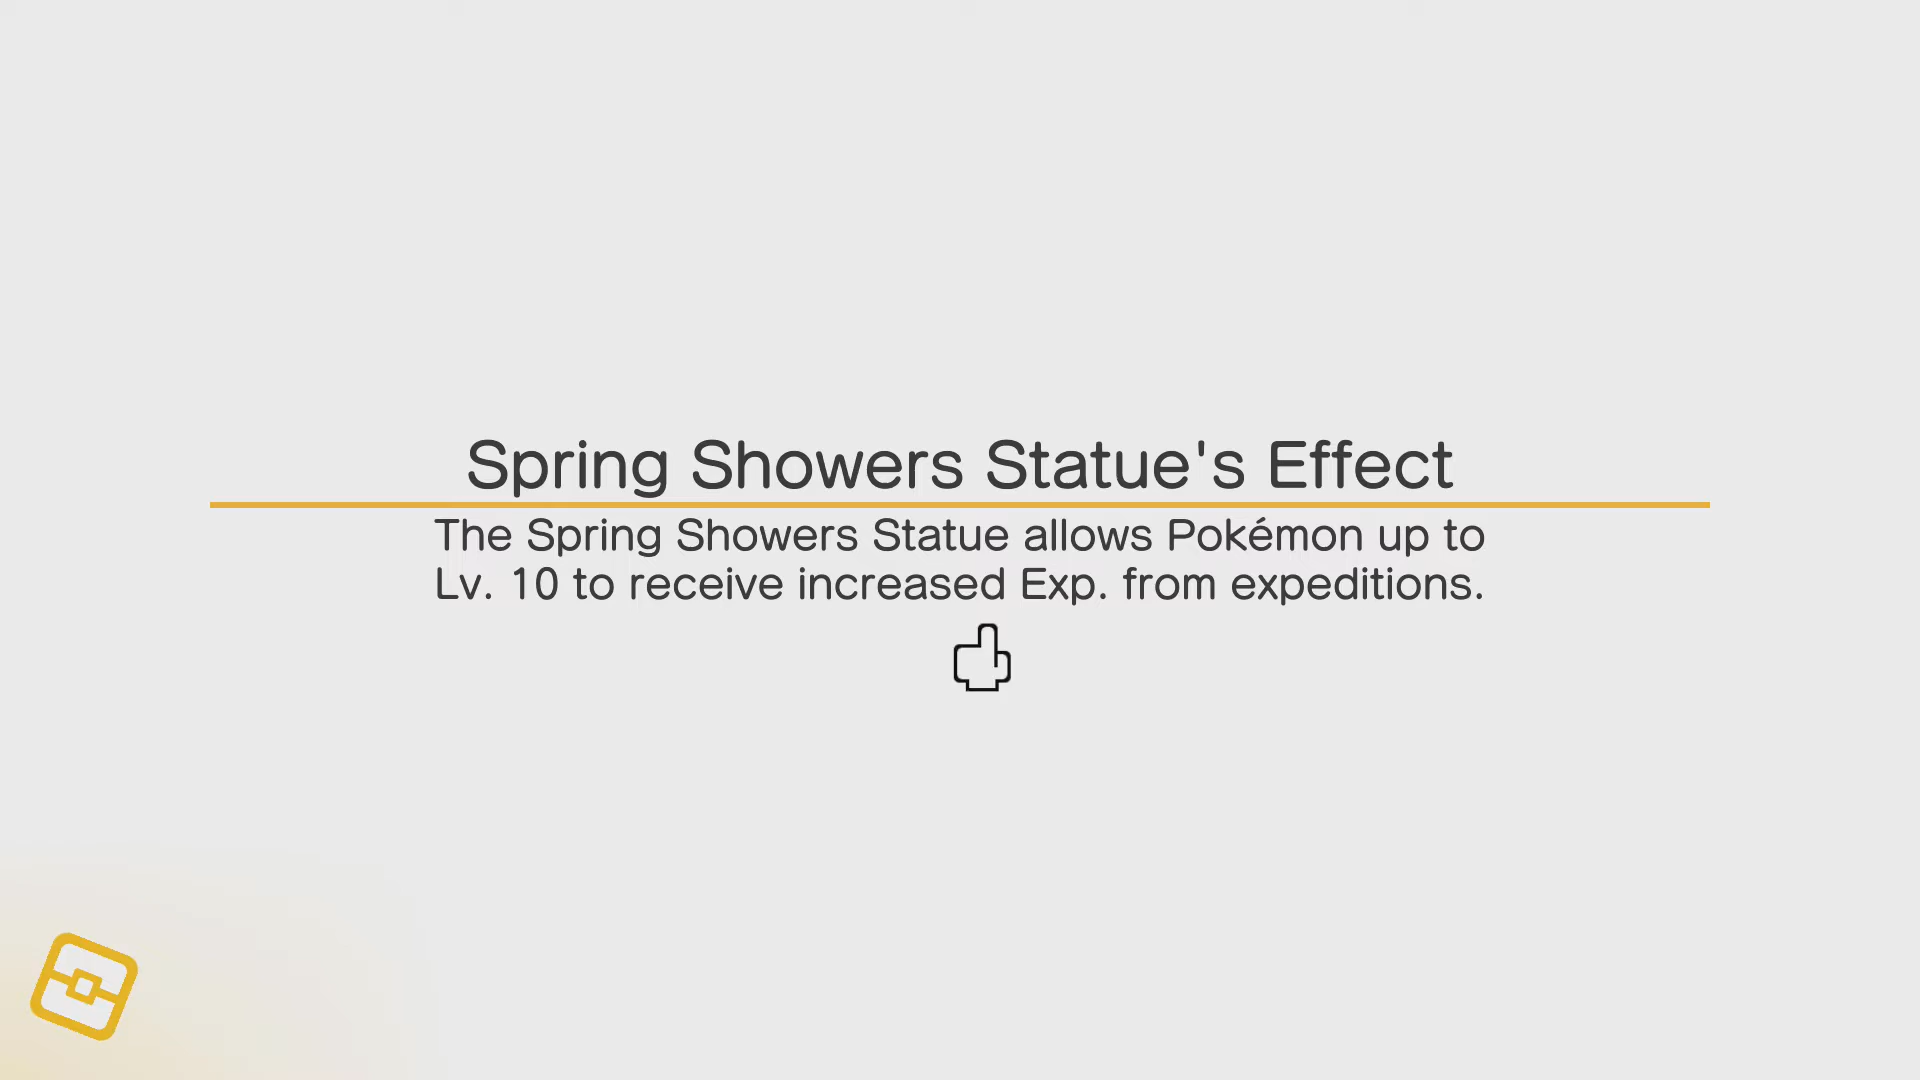 Spring Showers Statue's Effect
The Spring Showers Statue allows Pokémon up to
Lv. 10 to receive increased Exp. from expeditions.